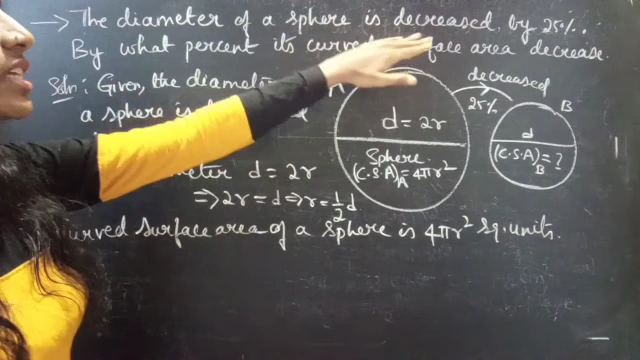 → The diameter of a sphere is decreased by 25%.
By what percent its curved face area decrease.
Soln: Given, the diameter
a sphere is
decreased
25%
A
B
d = 2r
Sphere
(C.S.A)A = 4πr²
d
(C.S.A)B = ?
d = 2r
⇒ 2r = d ⇒ r = 1/2 d
urved surface area of a sphere is 4πr² sq.units.